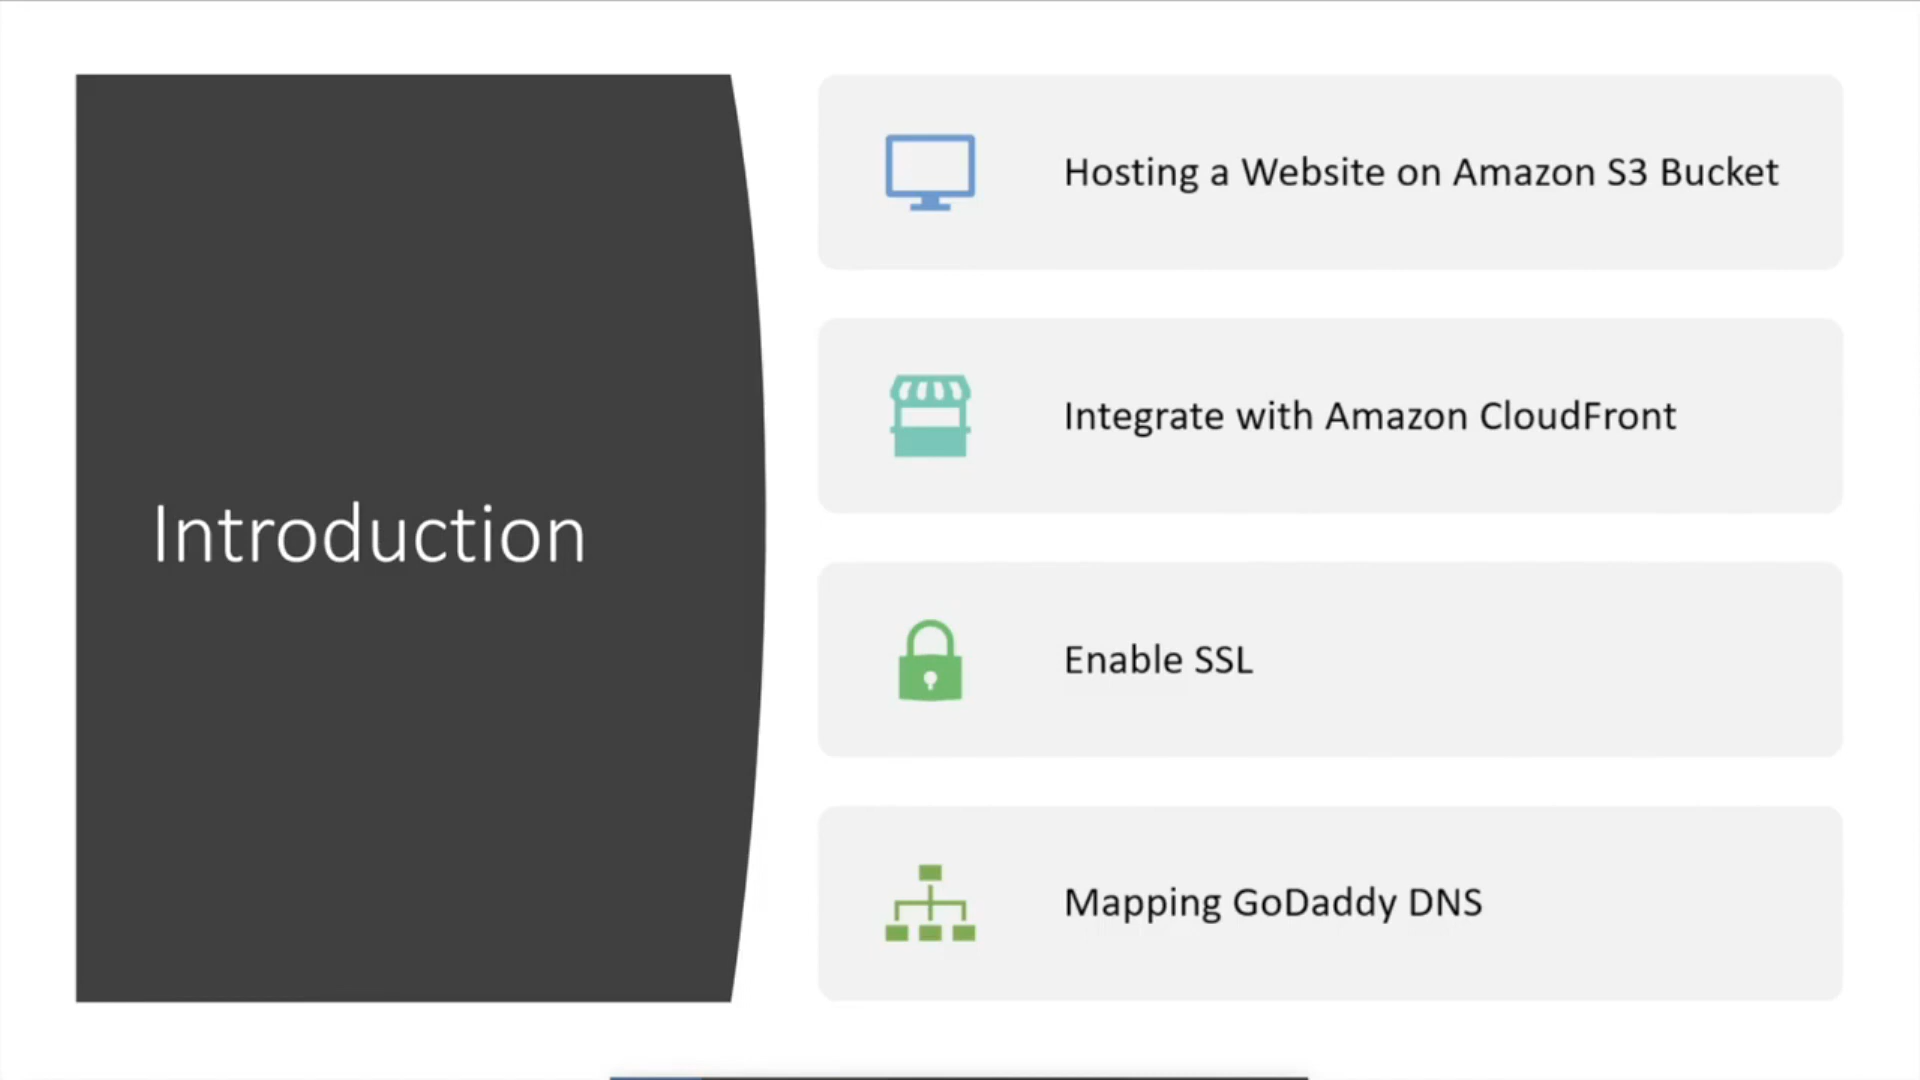 Introduction
Hosting a Website on Amazon S3 Bucket
Integrate with Amazon CloudFront
Enable SSL
Mapping GoDaddy DNS